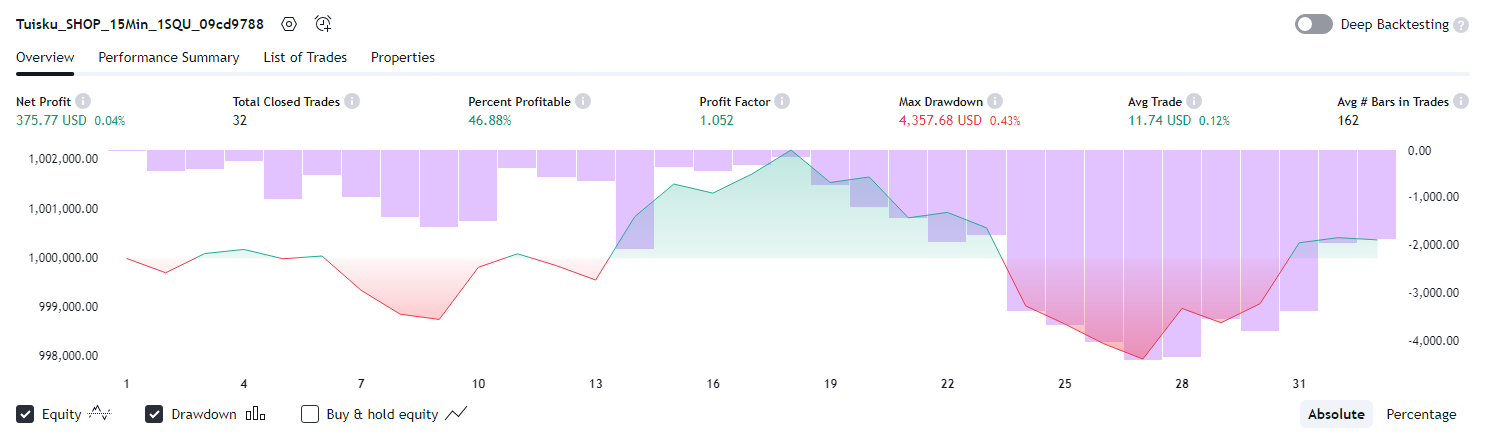 Tuisku_SHOP_15Min_1SQU_09cd9788
Deep Backtesting
Overview Performance Summary List of Trades Properties
Net Profit Total Closed Trades Percent Profitable Profit Factor Max Drawdown Avg Trade Avg # Bars in Trades
375.77 USD 0.04% 32 46.88% 1.052 4,357.68 USD 0.43% 11.74 USD 0.12% 162
1,002,000.00 0.00
1,001,000.00 -1,000.00
1,000,000.00 -2,000.00
999,000.00 -3,000.00
998,000.00 -4,000.00
1 4 7 10 13 16 19 22 25 28 31
Equity Drawdown Buy & hold equity Absolute Percentage